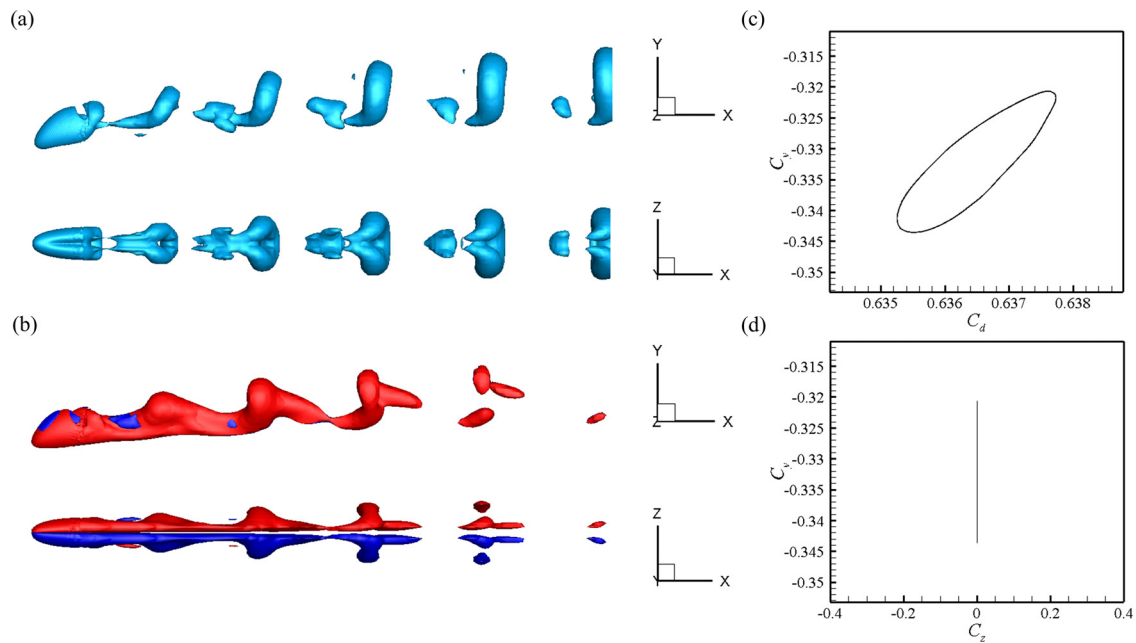 (a)
Y
Z
X
Z
Y
X
(b)
Y
Z
X
Z
Y
X
(c)
-0.315
-0.32
-0.325
-0.33
-0.335
-0.34
-0.345
-0.35
C_y
0.635
0.636
0.637
0.638
C_d
(d)
-0.315
-0.32
-0.325
-0.33
-0.335
-0.34
-0.345
-0.35
C_y
-0.4
-0.2
0
0.2
0.4
C_z